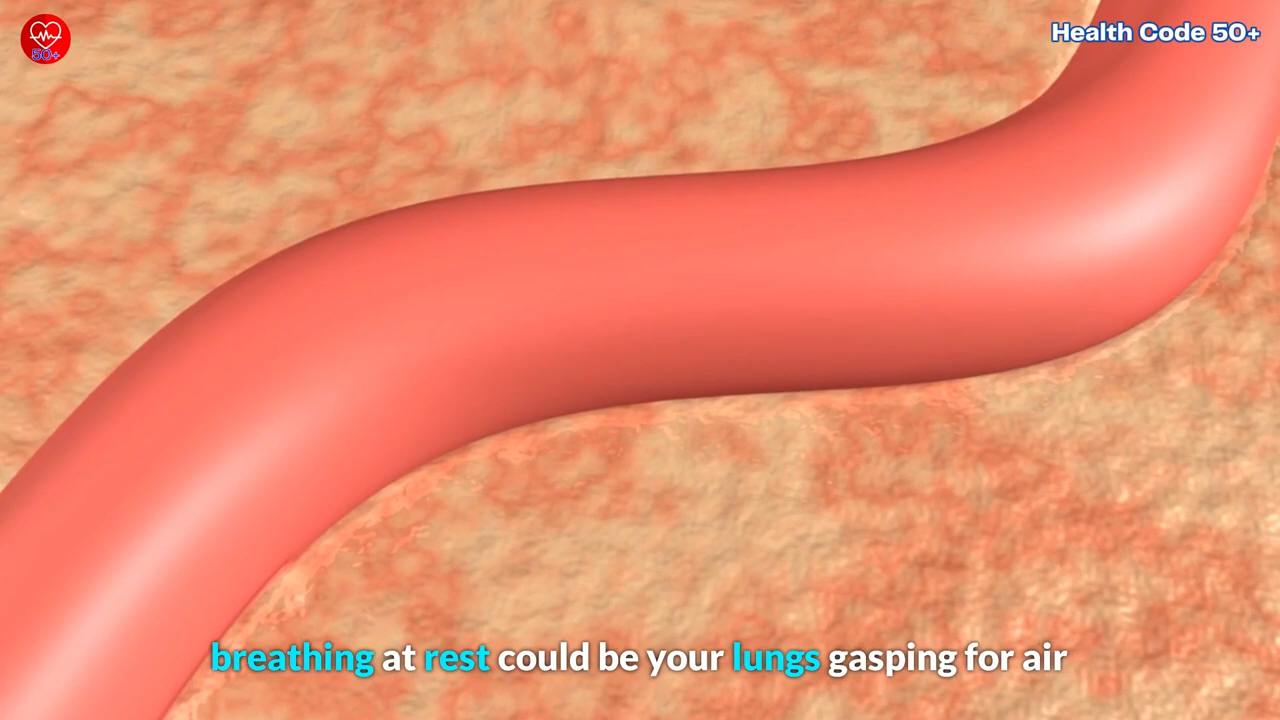 50+
Health Code 50+
breathing at rest could be your lungs gasping for air